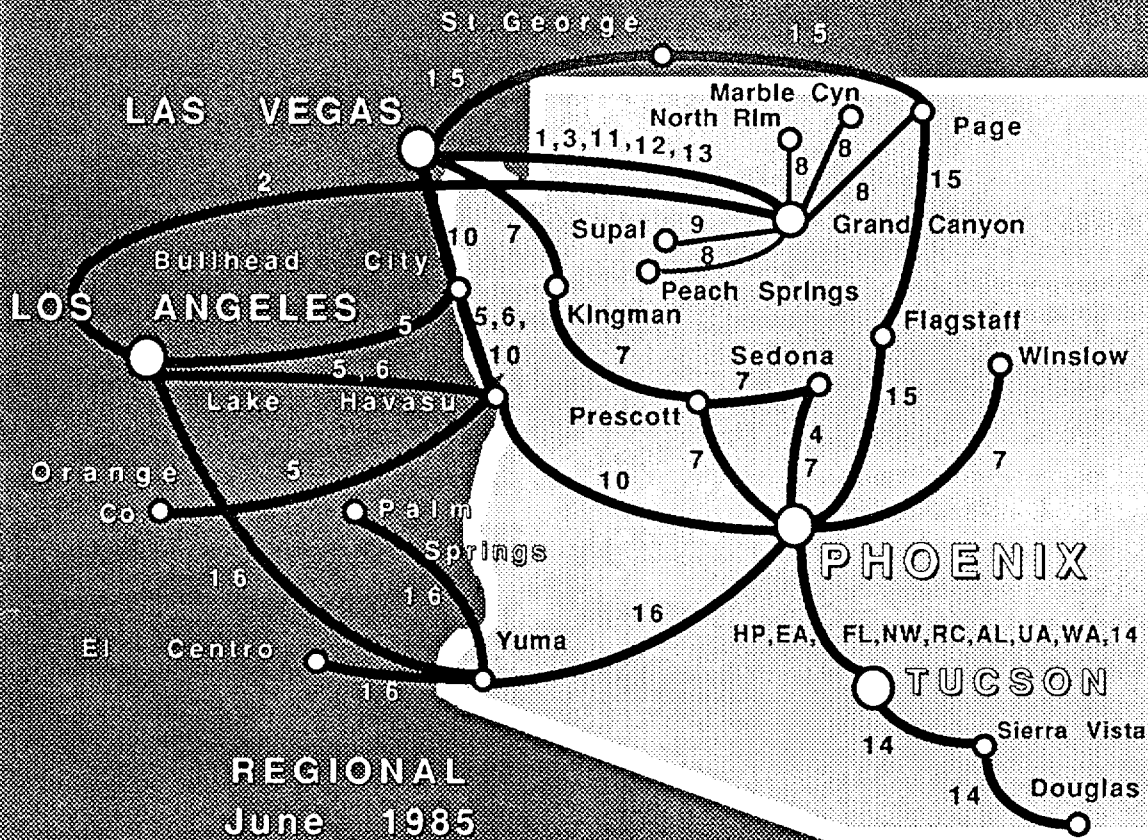 St George
15
15
LAS VEGAS
Marble Cyn
North Rim
Page
1,3,11,12,13
8
8
8
15
2
Supai
9
Grand Canyon
10
7
8
Bullhead City
Peach Springs
LOS ANGELES
5
5,6,
10
Kingman
Flagstaff
7
Sedona
Winslow
5,6
7
Lake Havasu
Prescott
15
4
7
7
7
Orange
Co.
5
10
Palm
Springs
PHOENIX
16
16
16
Yuma
HP,EA, FL,NW,RC,AL,UA,WA,14
El Centro
16
TUCSON
Sierra Vista
14
REGIONAL
June 1985
14
Douglas